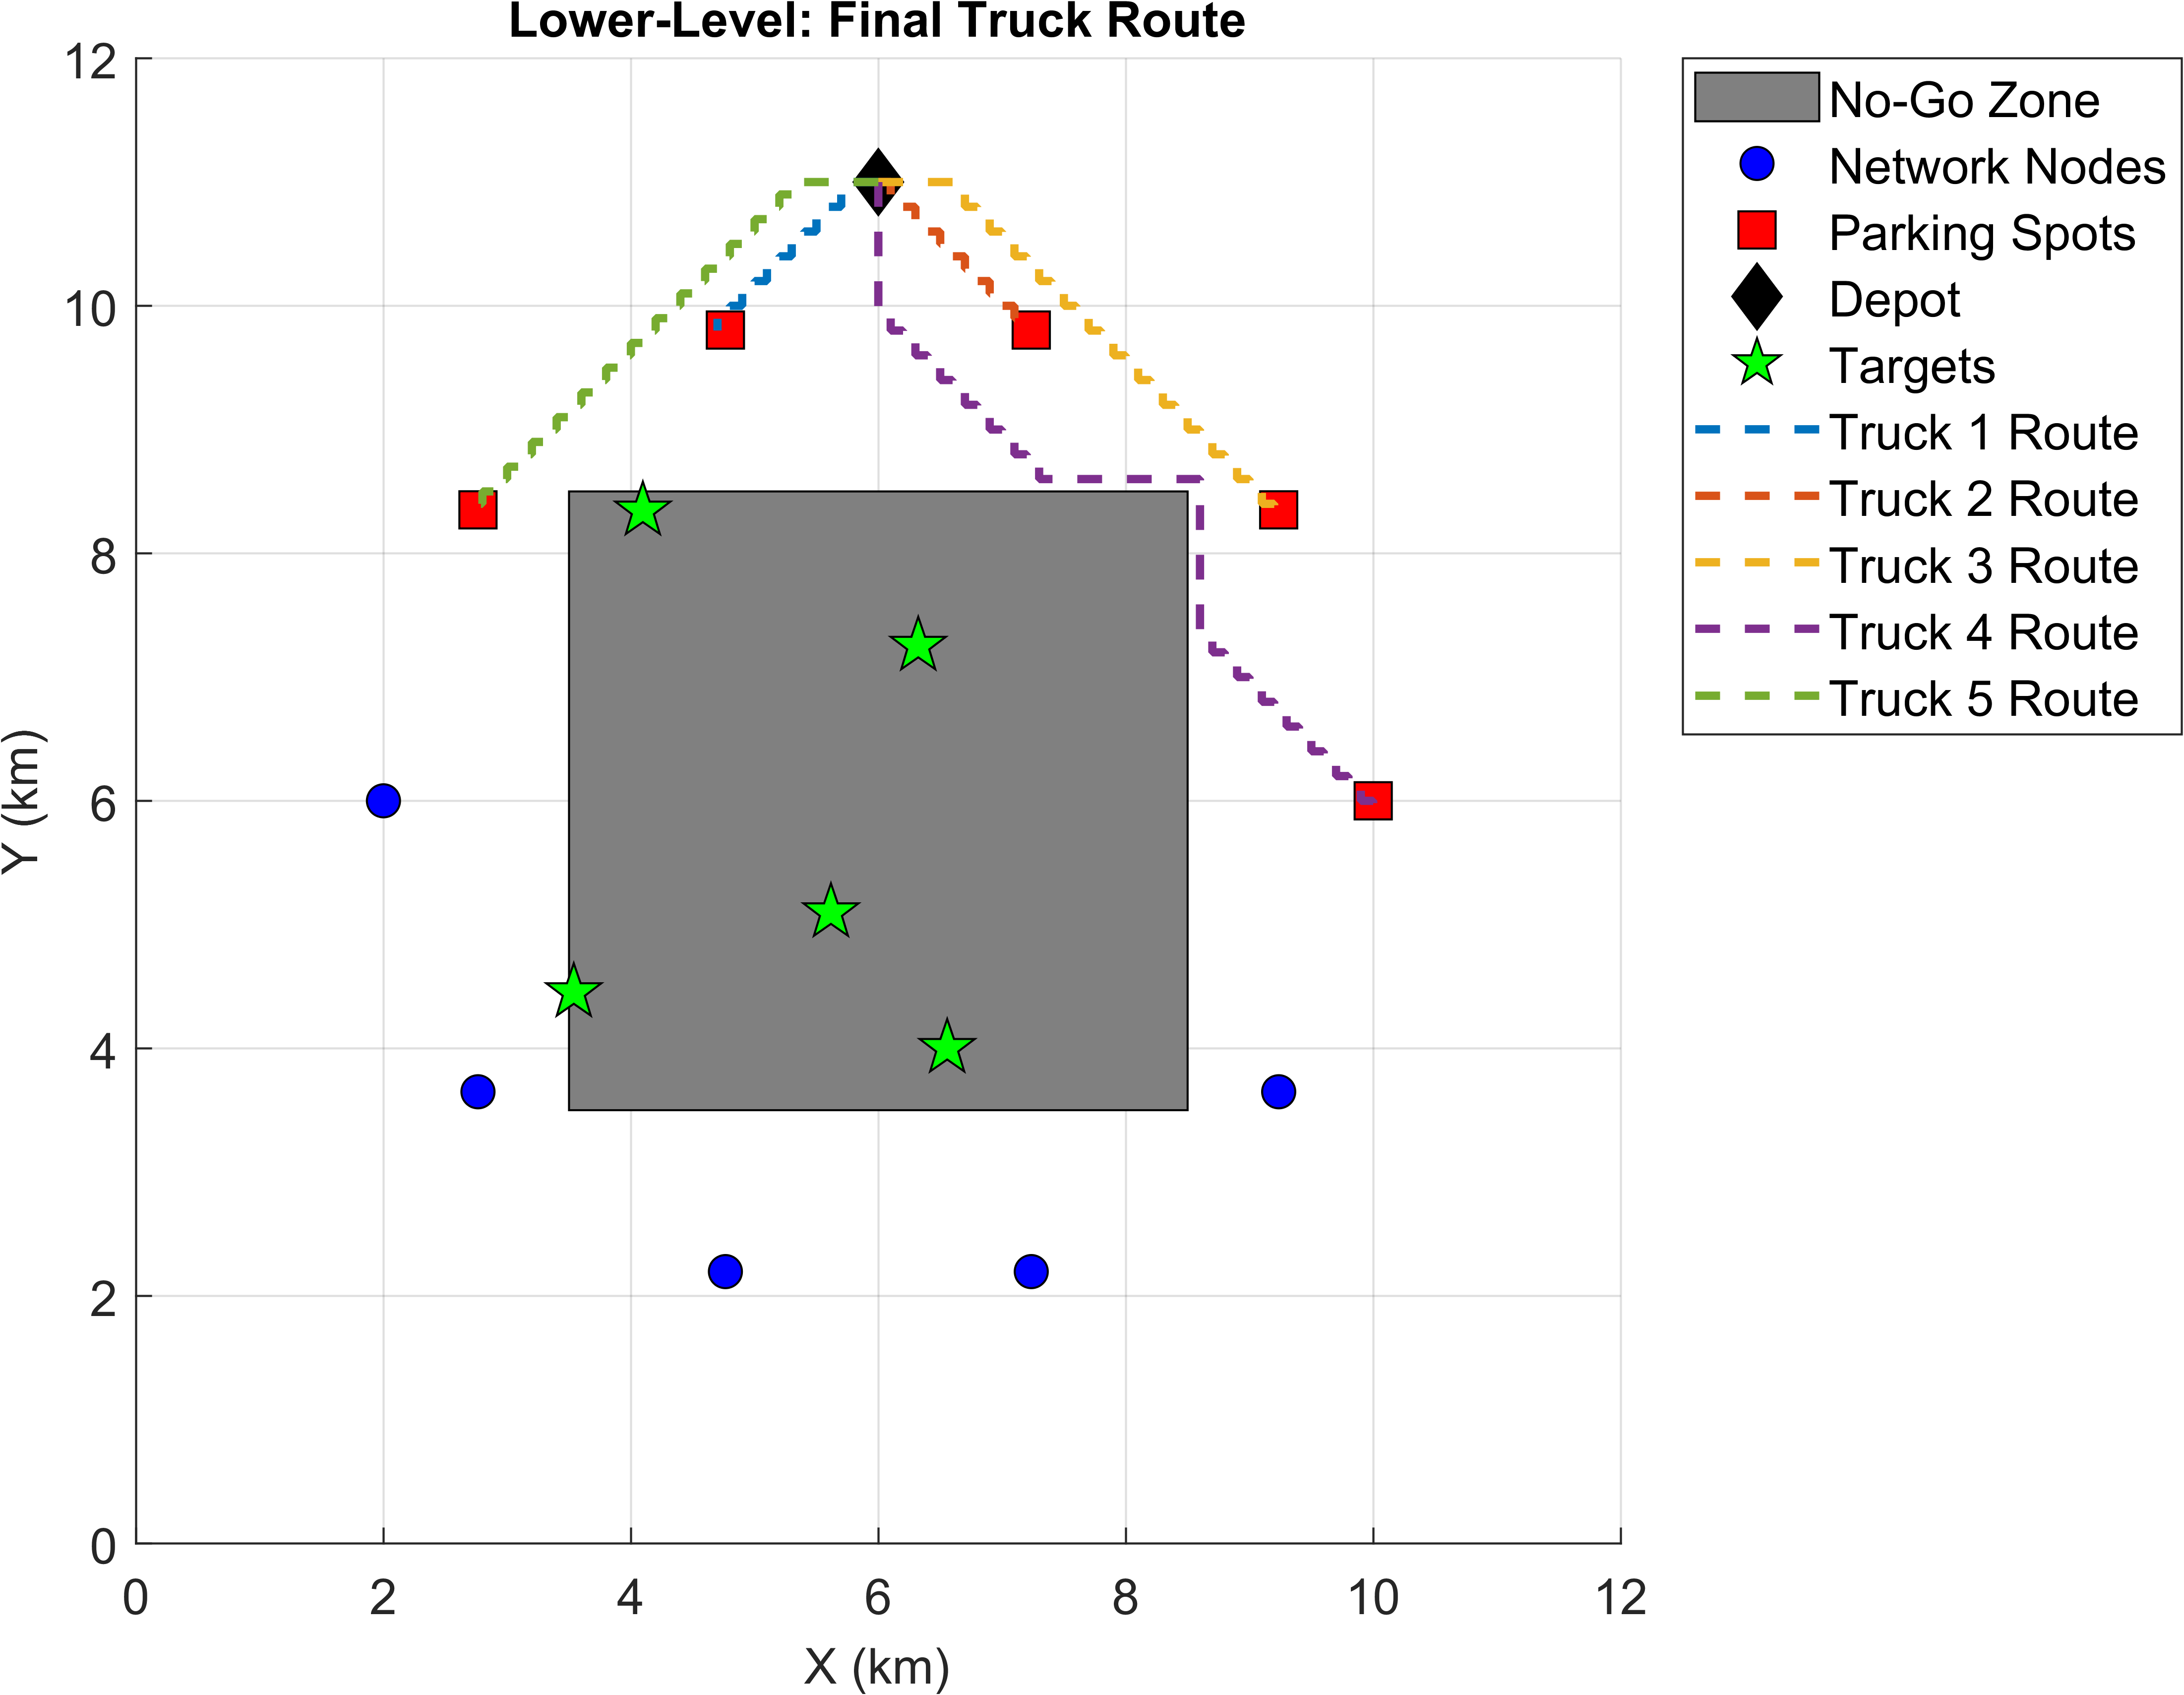 Lower-Level: Final Truck Route
12
10
8
6
4
2
0
Y (km)
0 2 4 6 8 10 12
X (km)
No-Go Zone
Network Nodes
Parking Spots
Depot
Targets
Truck 1 Route
Truck 2 Route
Truck 3 Route
Truck 4 Route
Truck 5 Route